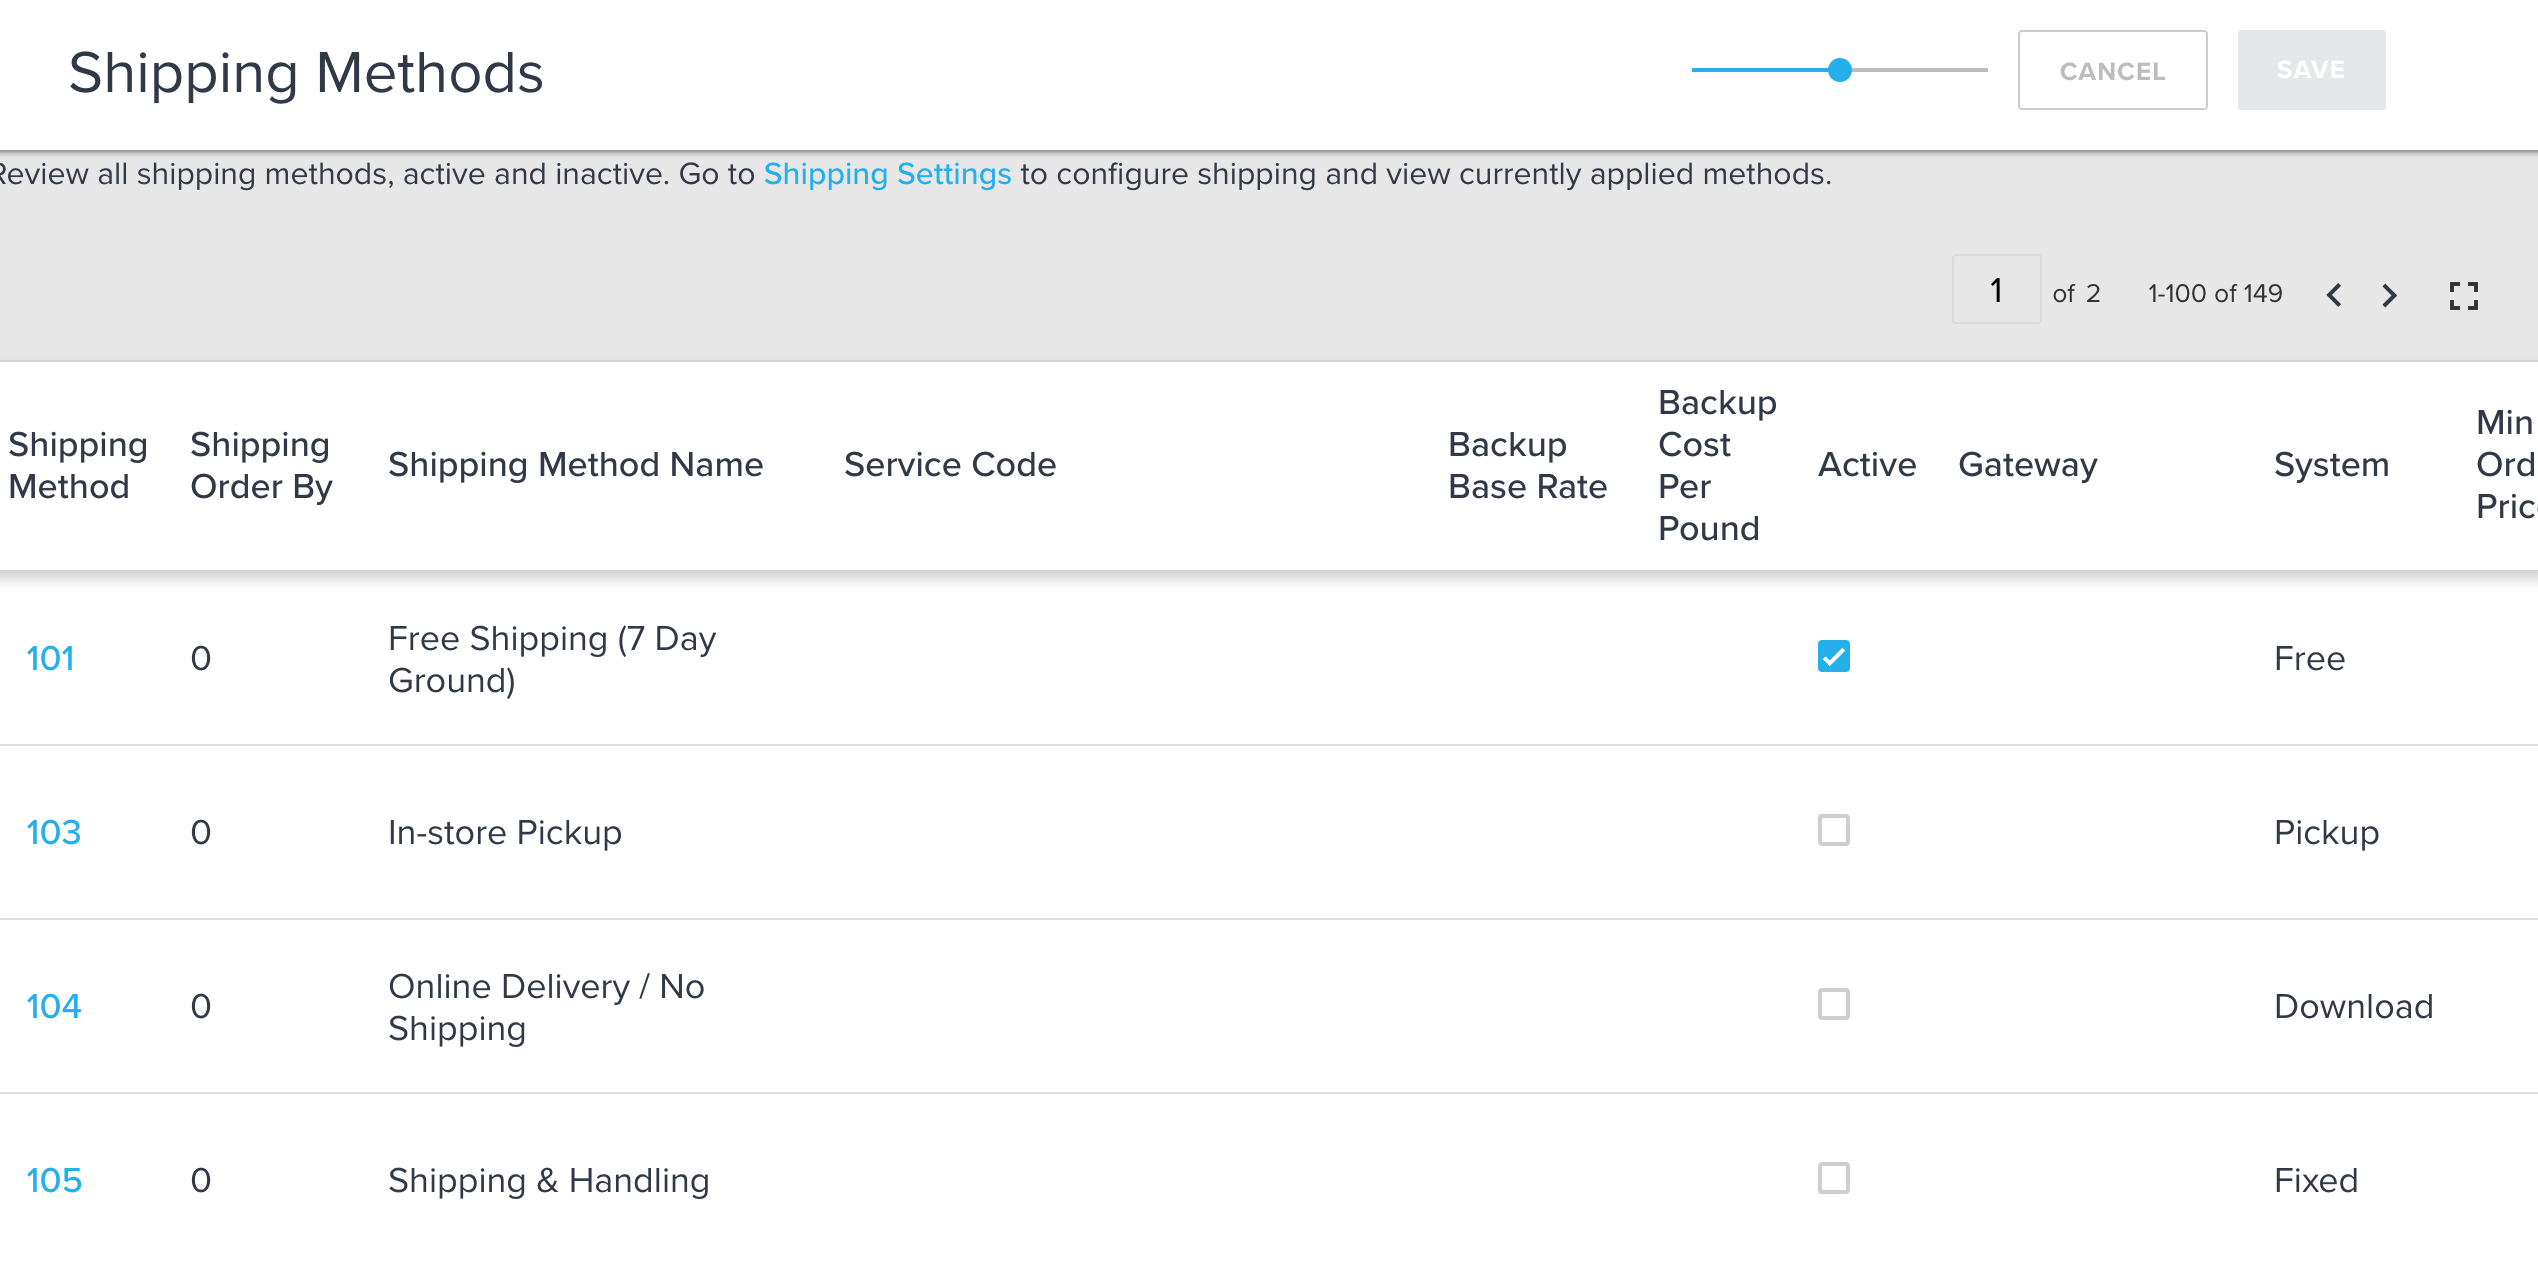 Shipping Methods
CANCEL
SAVE
Review all shipping methods, active and inactive. Go to Shipping Settings to configure shipping and view currently applied methods.
1 of 2 1-100 of 149
Shipping Method
Shipping Order By
Shipping Method Name
Service Code
Backup Base Rate
Backup Cost Per Pound
Active
Gateway
System
Min
101 0 Free Shipping (7 Day Ground) Free
103 0 In-store Pickup Pickup
104 0 Online Delivery / No Shipping Download
105 0 Shipping & Handling Fixed